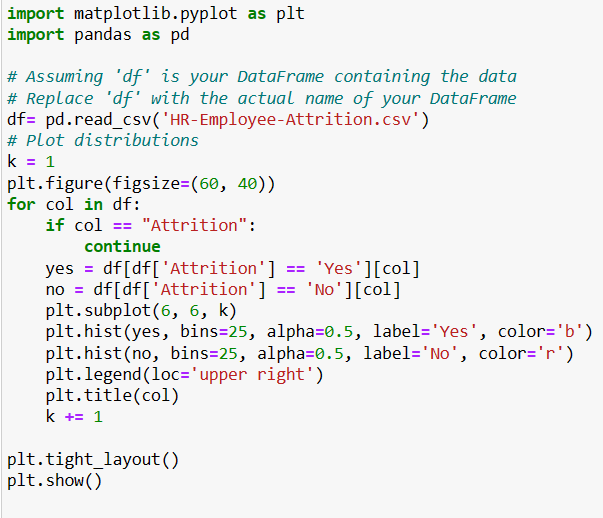 import matplotlib.pyplot as plt
import pandas as pd

# Assuming 'df' is your DataFrame containing the data
# Replace 'df' with the actual name of your DataFrame
df= pd.read_csv('HR-Employee-Attrition.csv')
# Plot distributions
k = 1
plt.figure(figsize=(60, 40))
for col in df:
    if col == "Attrition":
        continue
    yes = df[df['Attrition'] == 'Yes'][col]
    no = df[df['Attrition'] == 'No'][col]
    plt.subplot(6, 6, k)
    plt.hist(yes, bins=25, alpha=0.5, label='Yes', color='b')
    plt.hist(no, bins=25, alpha=0.5, label='No', color='r')
    plt.legend(loc='upper right')
    plt.title(col)
    k += 1

plt.tight_layout()
plt.show()